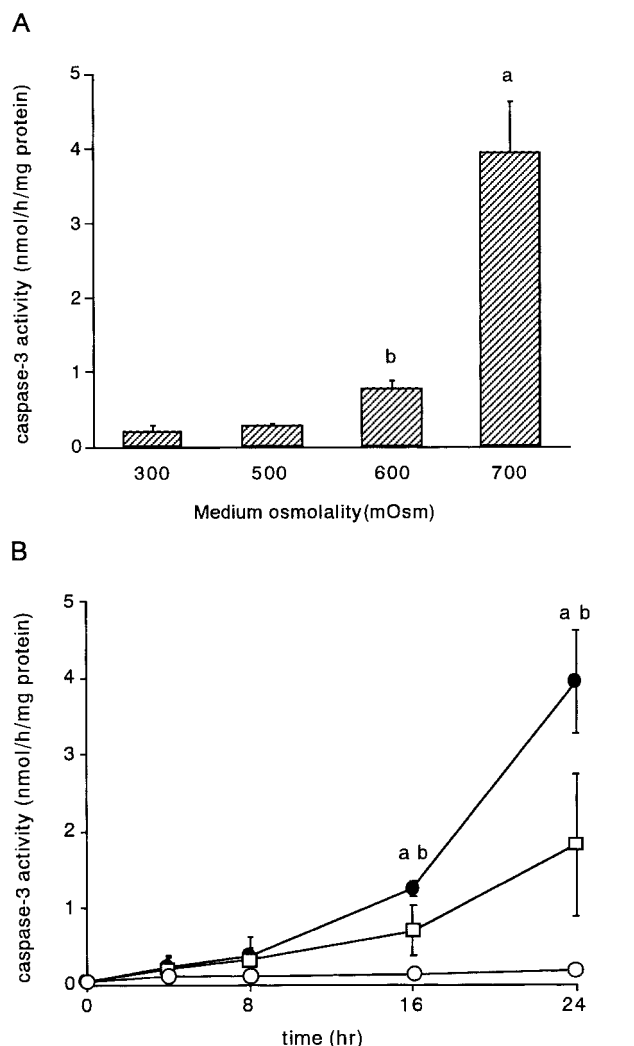 A
caspase-3 activity (nmol/h/mg protein)
5
4
3
2
1
0
a
b
300 500 600 700
Medium osmolality(mOsm)
B
caspase-3 activity (nmol/h/mg protein)
5
4
3
2
1
0
a b
a b
0 4 8 16 24
time (hr)